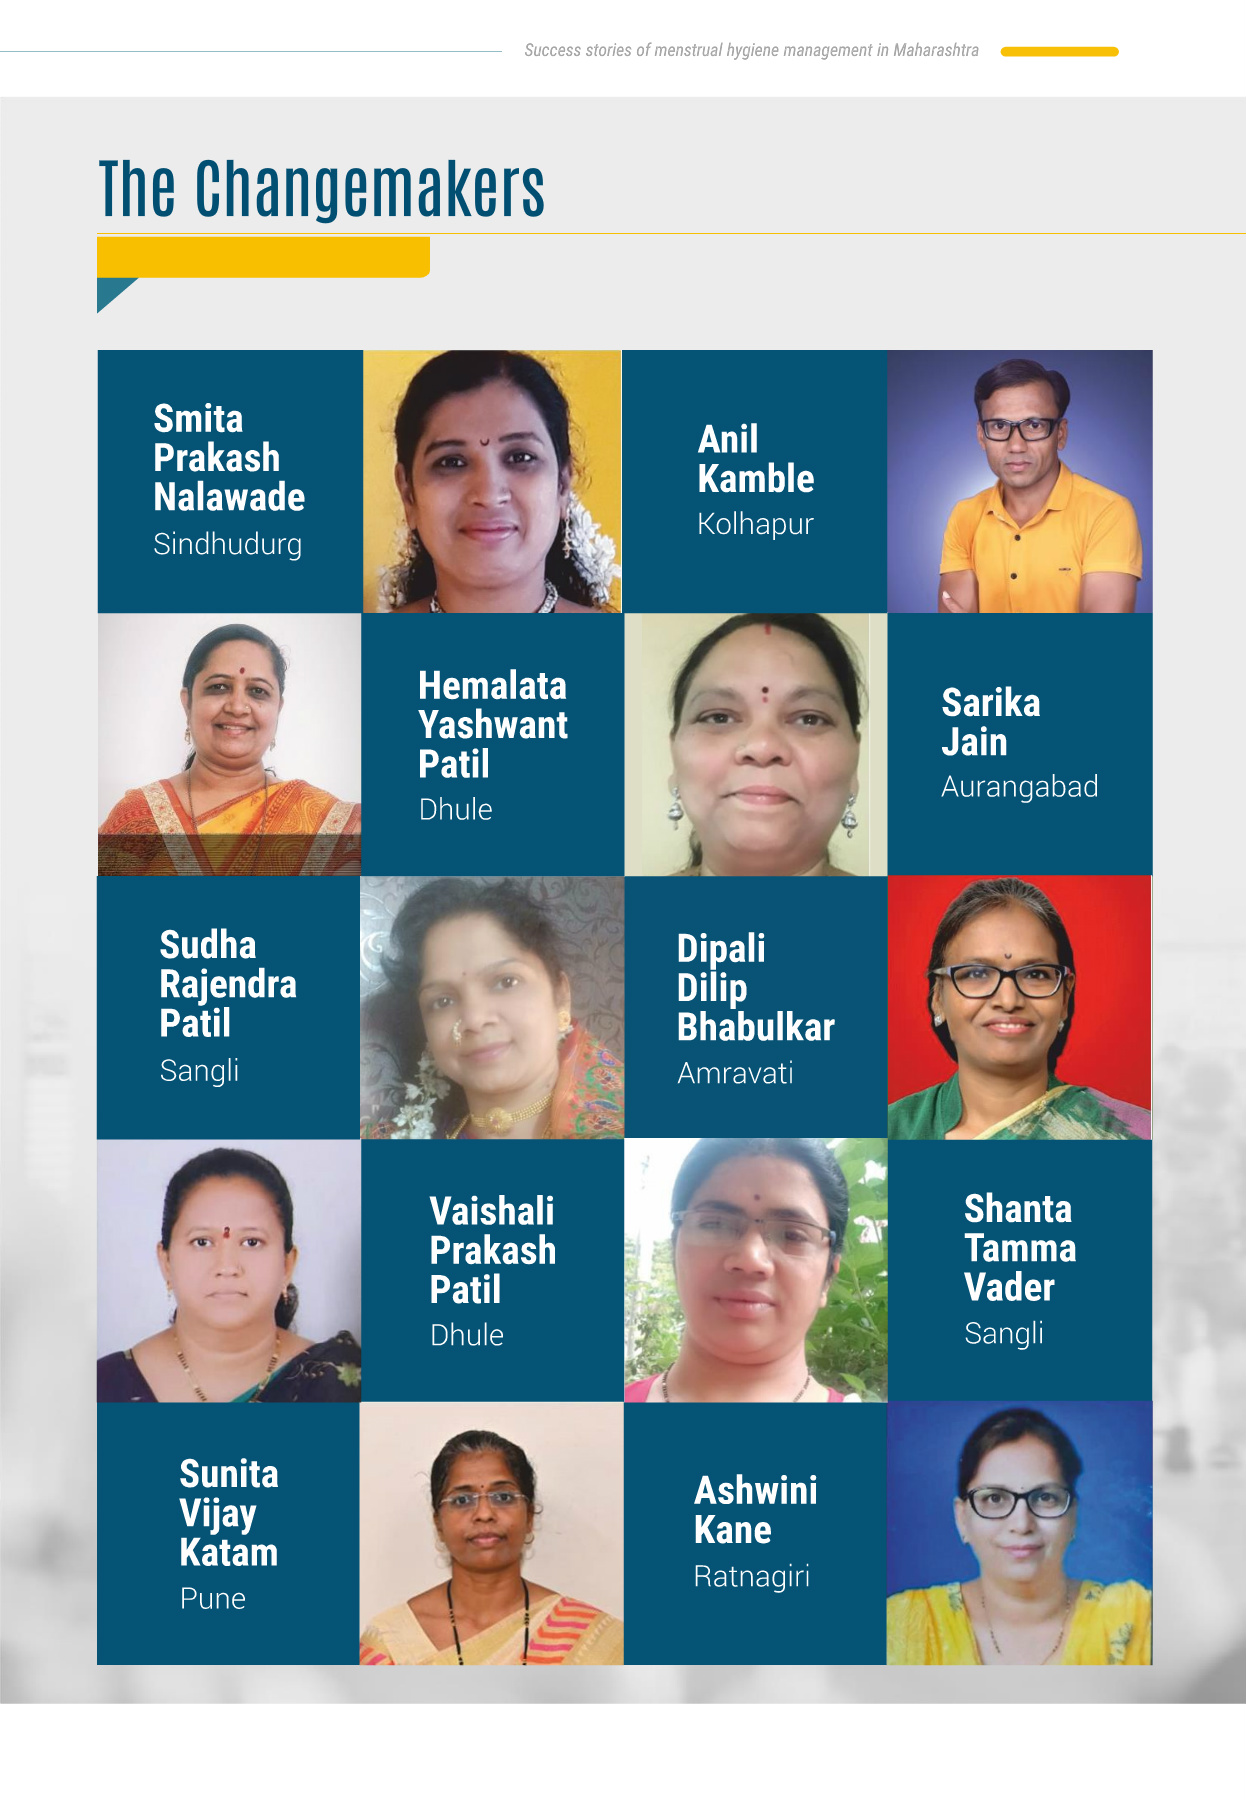 Success stories of menstrual hygiene management in Maharashtra
The Changemakers
Smita
Prakash
Nalawade
Sindhudurg
Anil
Kamble
Kolhapur
Hemalata
Yashwant
Patil
Dhule
Sarika
Jain
Aurangabad
Sudha
Rajendra
Patil
Sangli
Dipali
Dilip
Bhabulkar
Amravati
Vaishali
Prakash
Patil
Dhule
Shanta
Tamma
Vader
Sangli
Sunita
Vijay
Katam
Pune
Ashwini
Kane
Ratnagiri